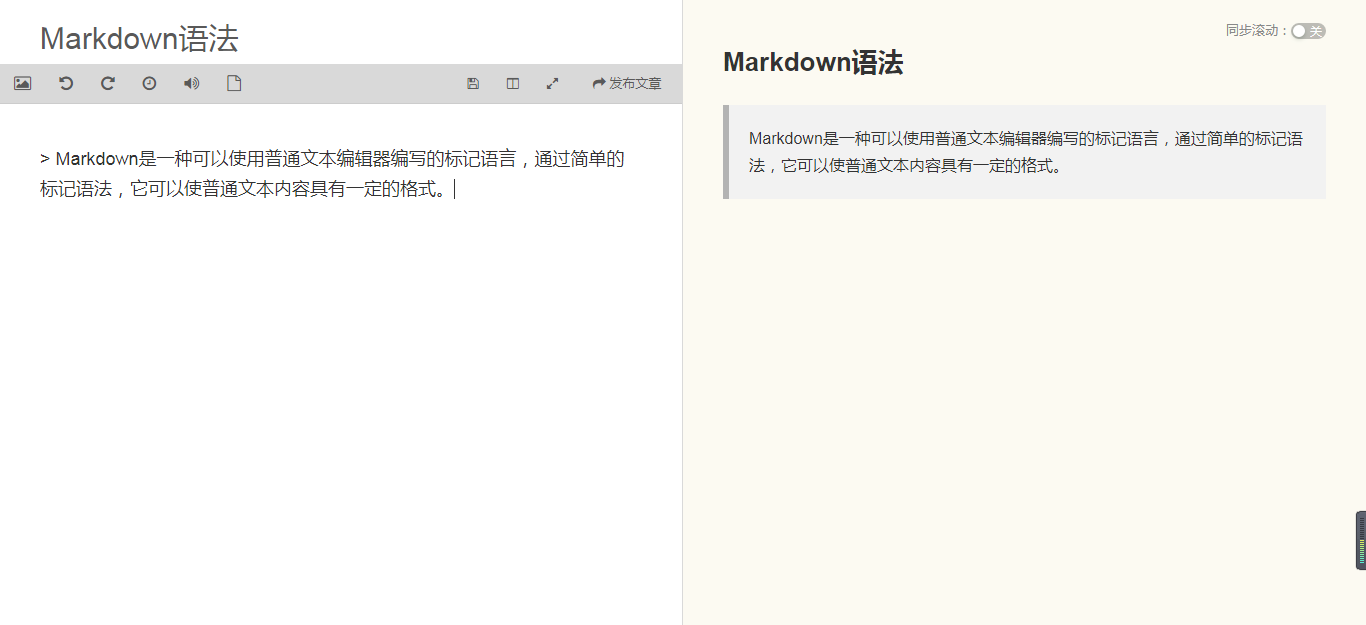 Markdown语法
发布文章
> Markdown是一种可以使用普通文本编辑器编写的标记语言，通过简单的
标记语法，它可以使普通文本内容具有一定的格式。
同步滚动：关
Markdown语法
Markdown是一种可以使用普通文本编辑器编写的标记语言，通过简单的标记语
法，它可以使普通文本内容具有一定的格式。